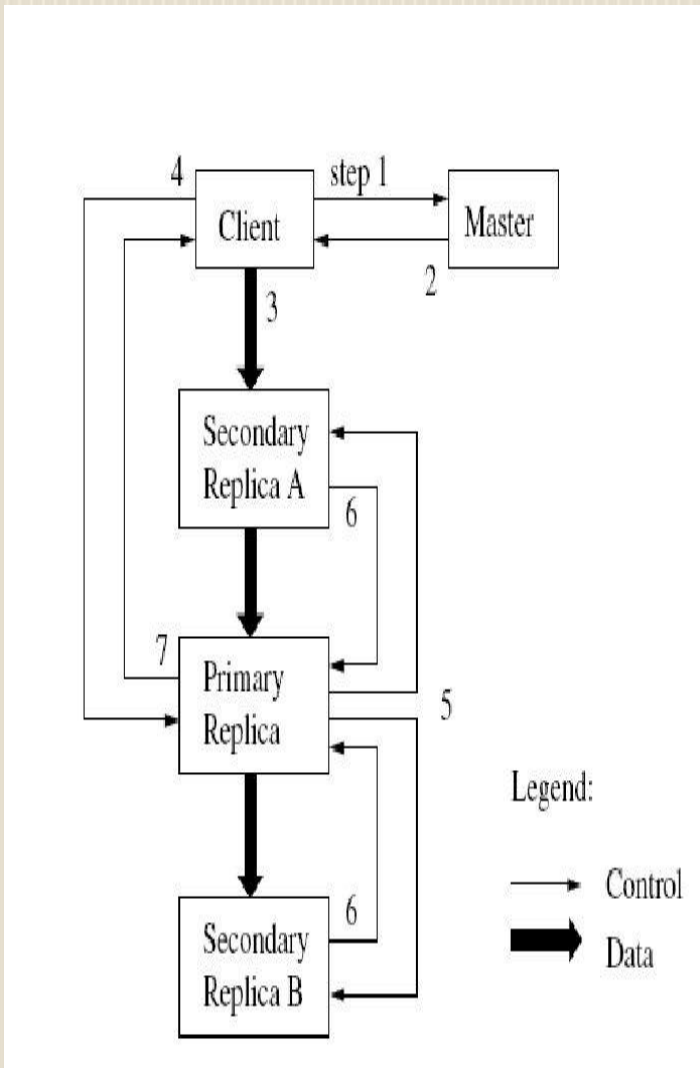 4
step 1
Client
Master
2
3
Secondary
Replica A
6
7
Primary
Replica
5
Legend:
Control
6
Secondary
Replica B
Data